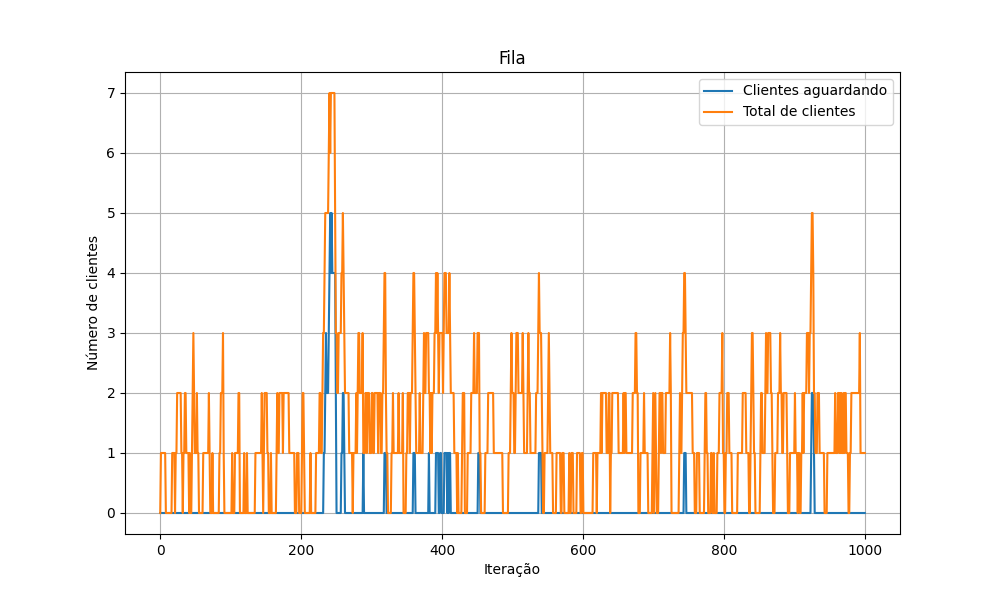 Fila
Clientes aguardando
Total de clientes
Número de clientes
7
6
5
4
3
2
1
0
0 200 400 600 800 1000
Iteração